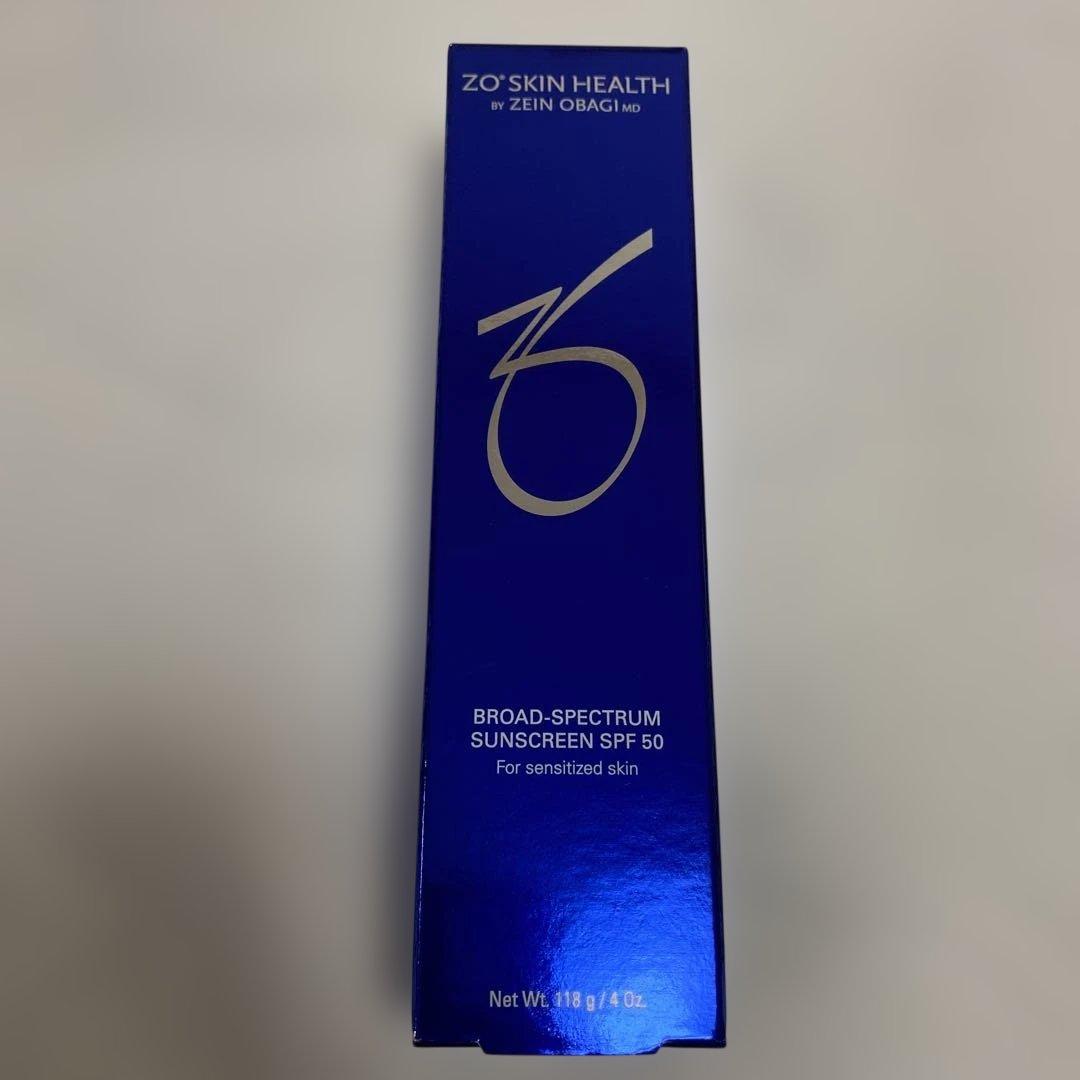 ZO® SKIN HEALTH
BY ZEIN OBAGI MD
ZO
BROAD-SPECTRUM
SUNSCREEN SPF 50
For sensitized skin
Net Wt. 118 g / 4 Oz.